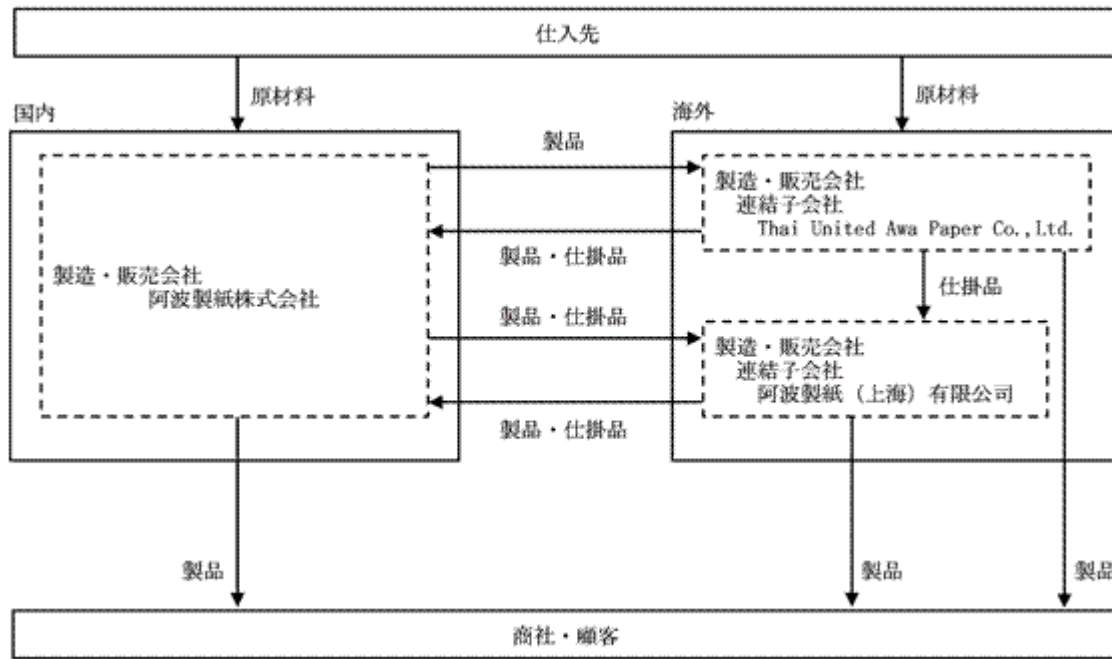 仕入先
原材料
原材料
国内
海外
製品
製造・販売会社
連結子会社
Thai United Awa Paper Co.,Ltd.
製品・仕掛品
製造・販売会社
阿波製紙株式会社
仕掛品
製品・仕掛品
製造・販売会社
連結子会社
阿波製紙（上海）有限公司
製品・仕掛品
製品
製品
製品
商社・顧客